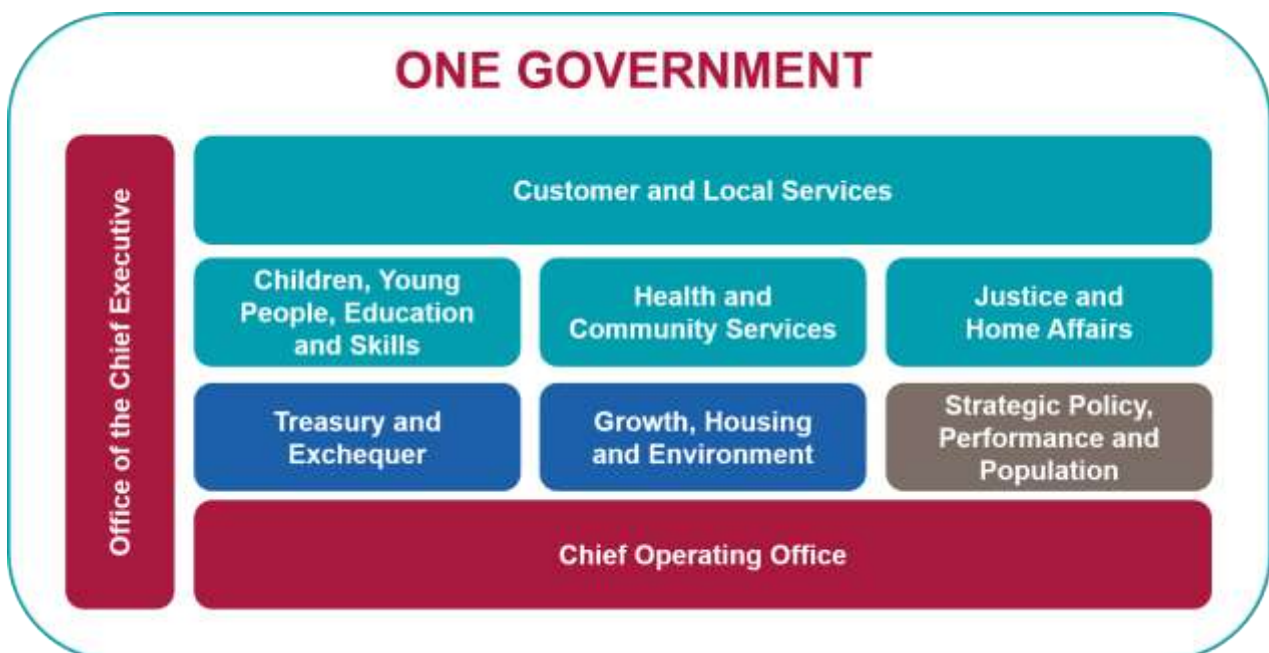 ONE GOVERNMENT
Office of the Chief Executive
Customer and Local Services
Children, Young
People, Education
and Skills
Health and
Community Services
Justice and
Home Affairs
Treasury and
Exchequer
Growth, Housing
and Environment
Strategic Policy,
Performance and
Population
Chief Operating Office